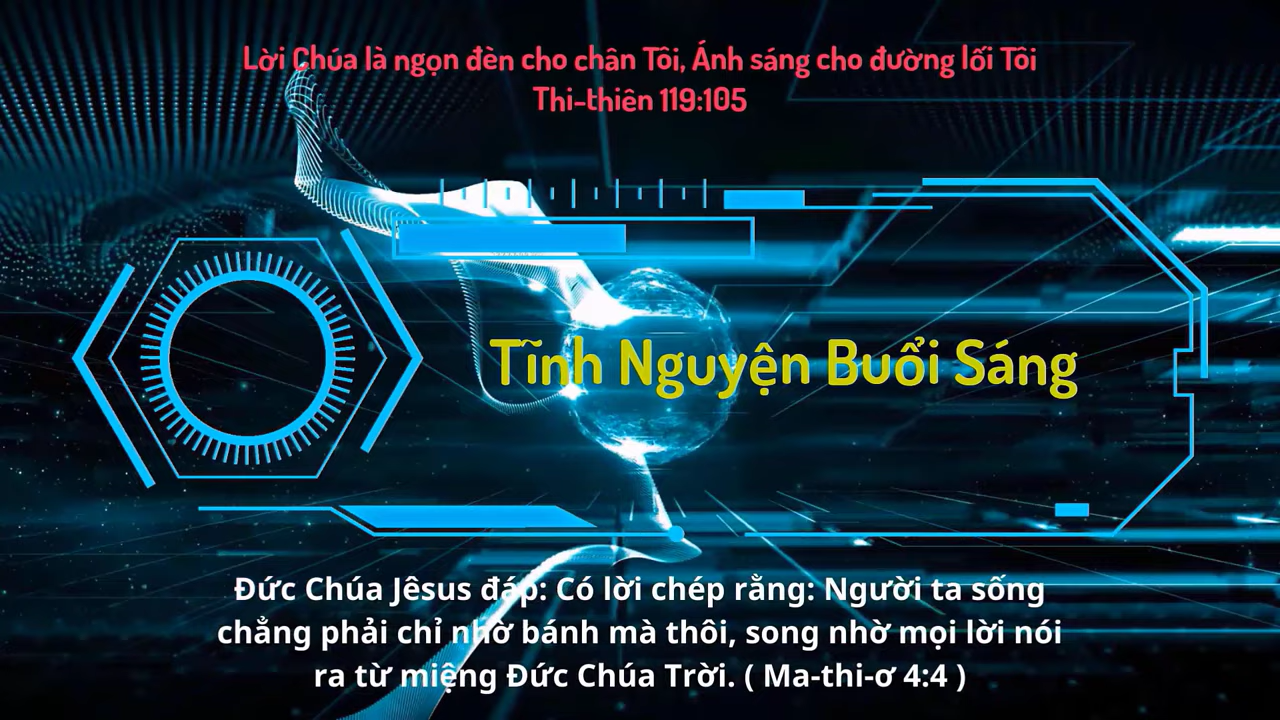 Lời Chúa là ngọn đèn cho chân Tôi, Ánh sáng cho đường lối Tôi
Thi-thiên 119:105
Tĩnh Nguyện Buổi Sáng
Đức Chúa Jêsus đáp: Có lời chép rằng: Người ta sống
chẳng phải chỉ nhờ bánh mà thôi, song nhờ mọi lời nói
ra từ miệng Đức Chúa Trời. ( Ma-thi-ơ 4:4 )